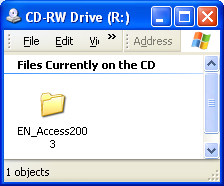 CD-RW Drive (R:)
File Edit Vi » Address
Files Currently on the CD
EN_Access200
3
1 objects